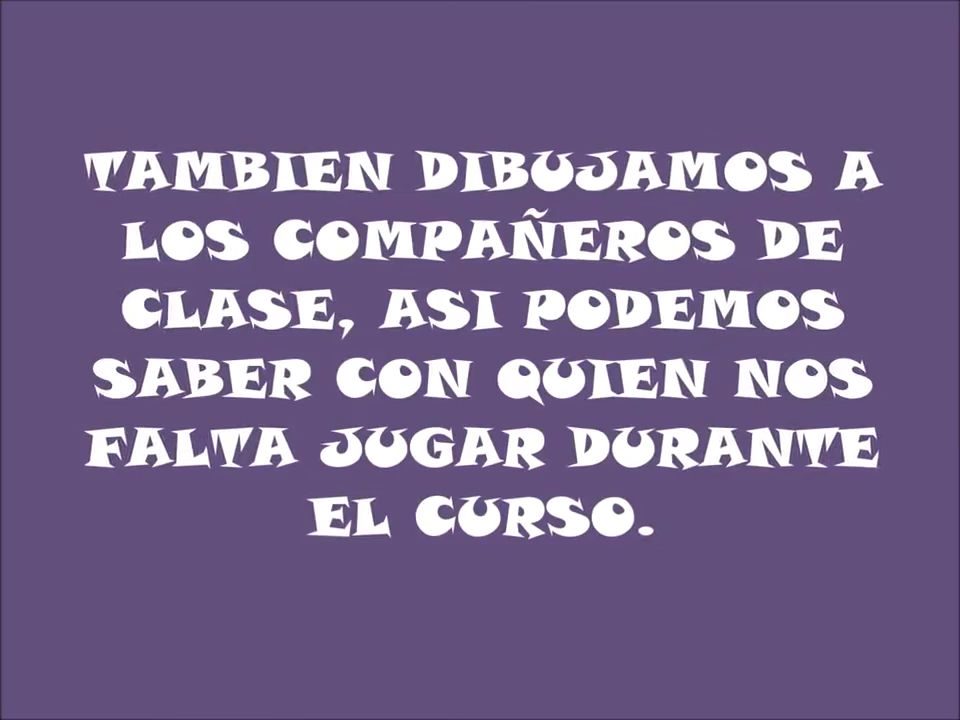 TAMBIEN DIBUJAMOS A
LOS COMPAÑEROS DE
CLASE, ASI PODEMOS
SABER CON QUIEN NOS
FALTA JUGAR DURANTE
EL CURSO.